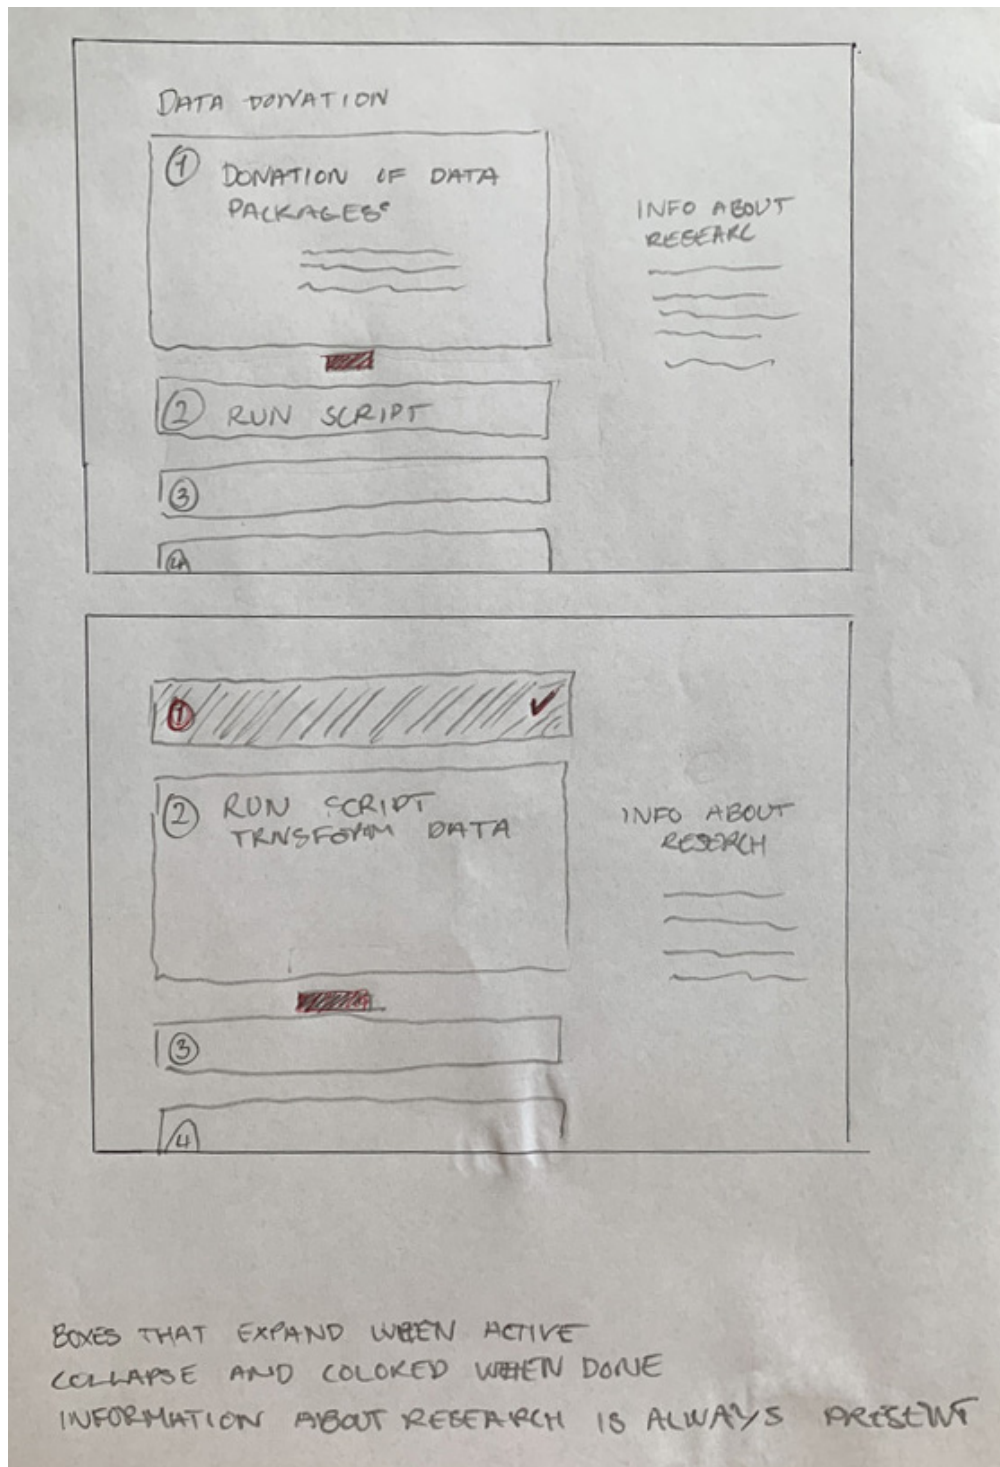 DATA DONATION
1 DONATION OF DATA
PACKAGES
INFO ABOUT
RESEARC
2 RUN SCRIPT
3
4
1
2 RUN SCRIPT
TRNSFORM DATA
INFO ABOUT
RESERCH
3
4
BOXES THAT EXPAND WHEN ACTIVE
COLLAPSE AND COLORED WHEN DONE
INFORMATION ABOUT RESEARCH IS ALWAYS PRESENT